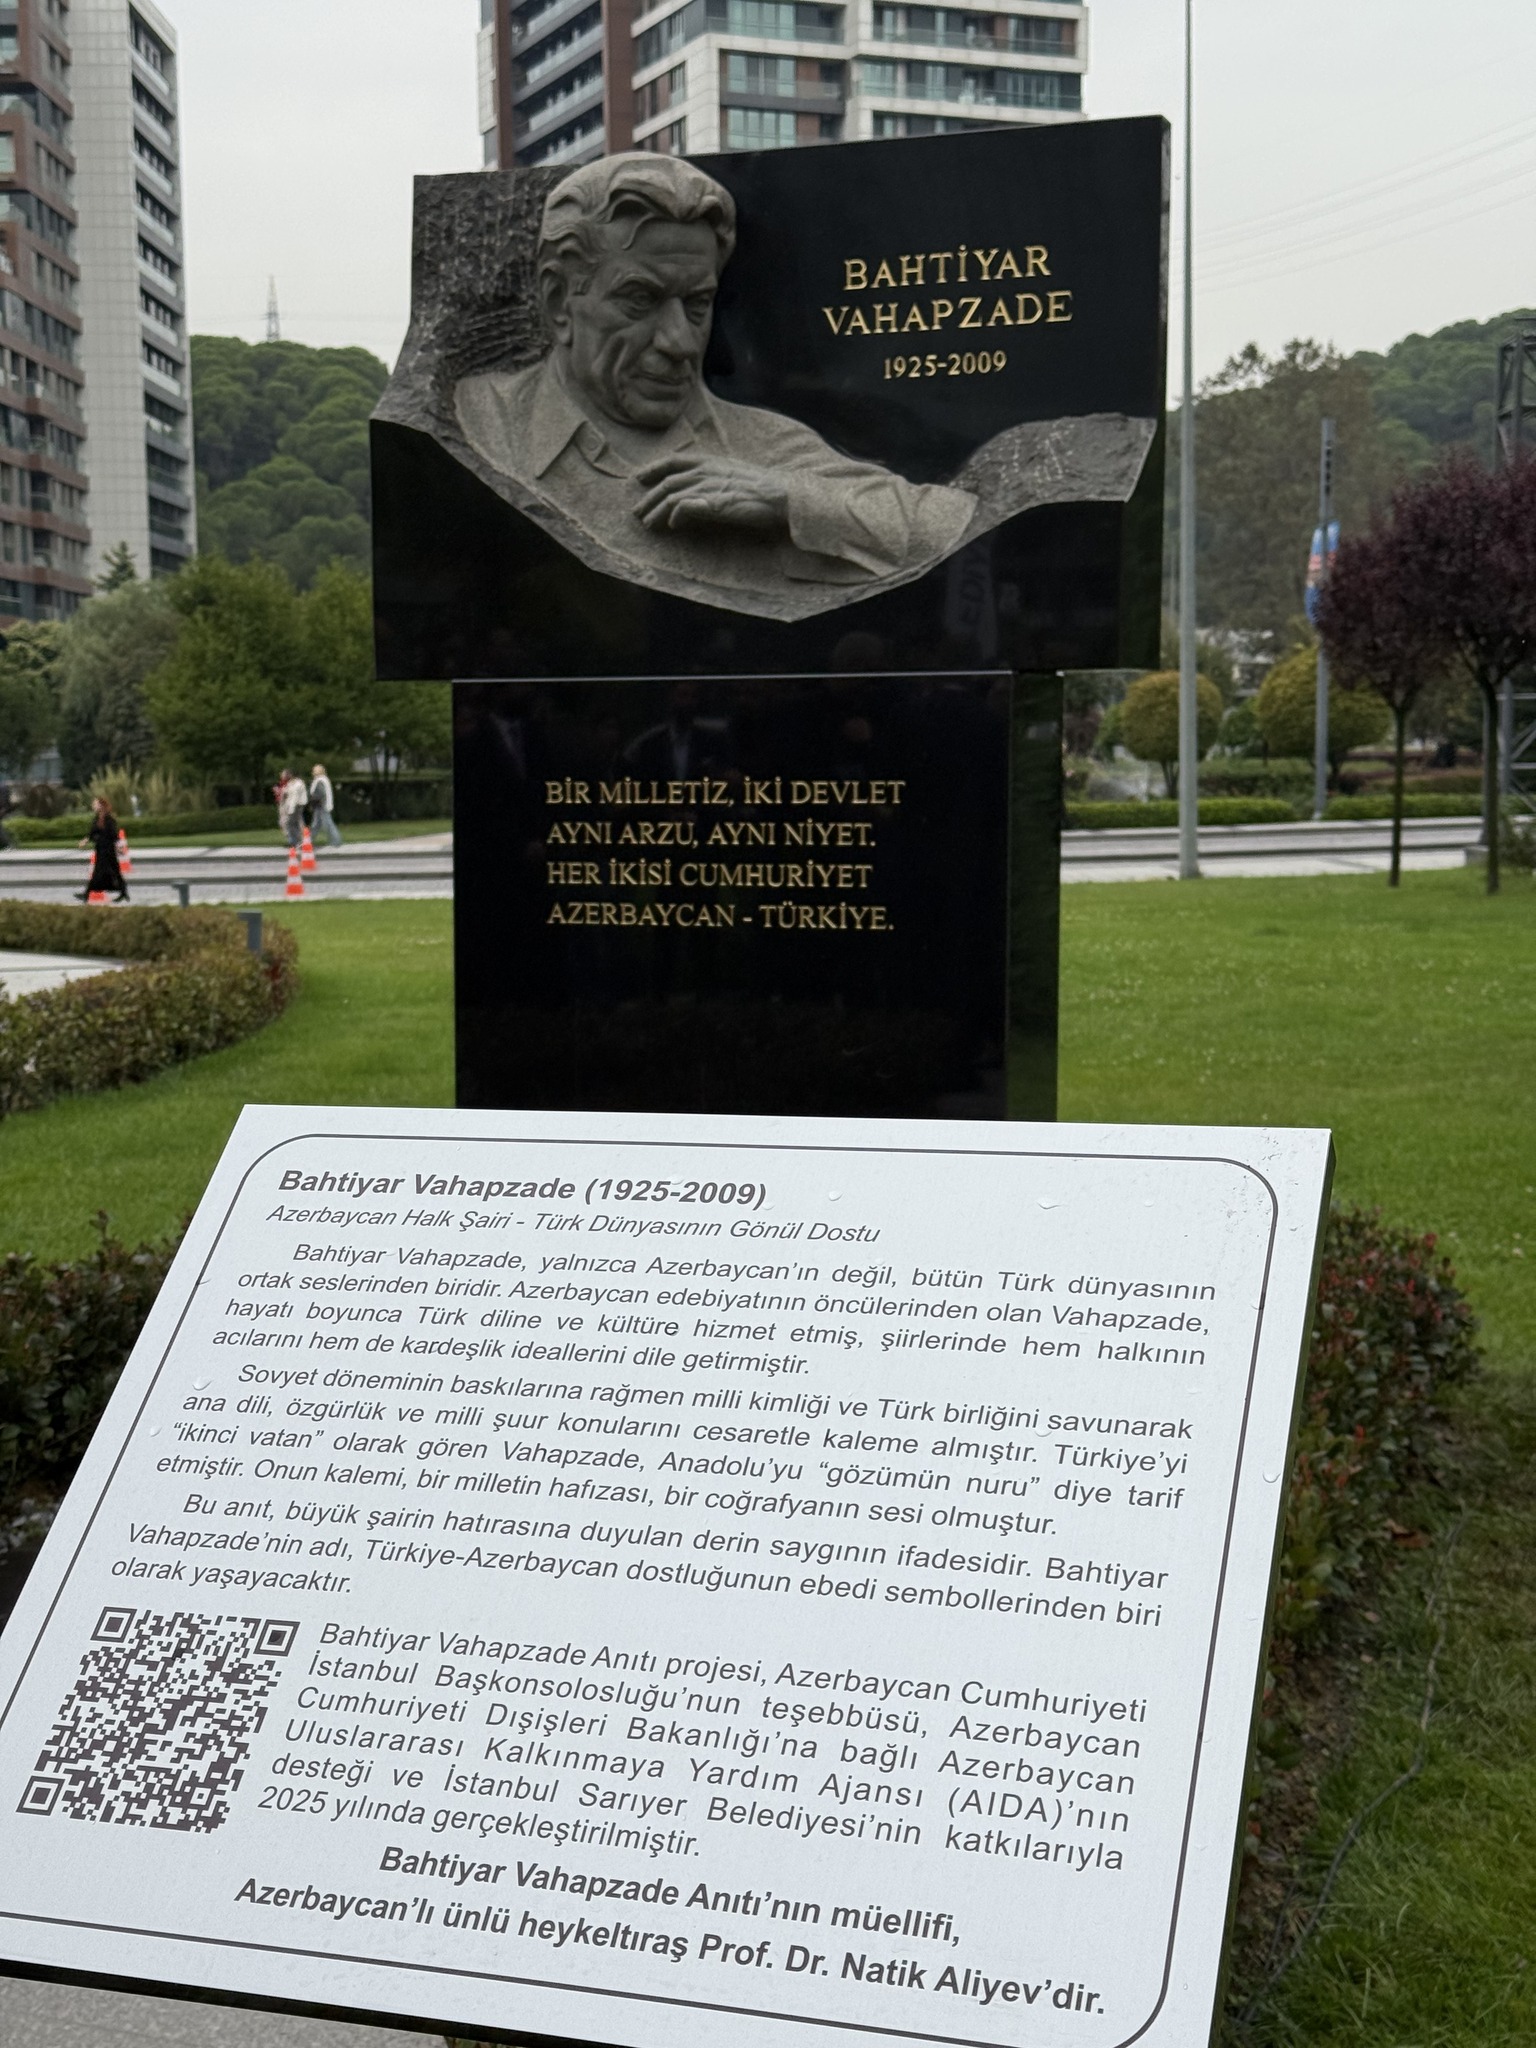 BAHTİYAR
VAHAPZADE
1925-2009
BİR MİLLETİZ, İKİ DEVLET
AYNI ARZU, AYNI NİYET.
HER İKİSİ CUMHURİYET
AZERBAYCAN - TÜRKİYE.
Bahtiyar Vahapzade (1925-2009)
Azerbaycan Halk Şairi - Türk Dünyasının Gönül Dostu
Bahtiyar Vahapzade, yalnızca Azerbaycan'ın değil, bütün Türk dünyasının
ortak seslerinden biridir. Azerbaycan edebiyatının öncülerinden olan Vahapzade,
hayatı boyunca Türk diline ve kültüre hizmet etmiş, şiirlerinde hem halkının
acılarını hem de kardeşlik ideallerini dile getirmiştir.
Sovyet döneminin baskılarına rağmen milli kimliği ve Türk birliğini savunarak
ana dili, özgürlük ve milli şuur konularını cesaretle kaleme almıştır. Türkiye'yi
“ikinci vatan” olarak gören Vahapzade, Anadolu'yu “gözümün nuru” diye tarif
etmiştir. Onun kalemi, bir milletin hafızası, bir coğrafyanın sesi olmuştur.
Bu anıt, büyük şairin hatırasına duyulan derin saygının ifadesidir. Bahtiyar
Vahapzade'nin adı, Türkiye-Azerbaycan dostluğunun ebedi sembollerinden biri
olarak yaşayacaktır.
Bahtiyar Vahapzade Anıtı projesi, Azerbaycan Cumhuriyeti
İstanbul Başkonsolosluğu'nun teşebbüsü, Azerbaycan
Cumhuriyeti Dışişleri Bakanlığı'na bağlı Azerbaycan
Uluslararası Kalkınmaya Yardım Ajansı (AIDA)'nın
desteği ve İstanbul Sarıyer Belediyesi'nin katkılarıyla
2025 yılında gerçekleştirilmiştir.
Bahtiyar Vahapzade Anıtı'nın müellifi,
Azerbaycan'lı ünlü heykeltıraş Prof. Dr. Natik Aliyev'dir.